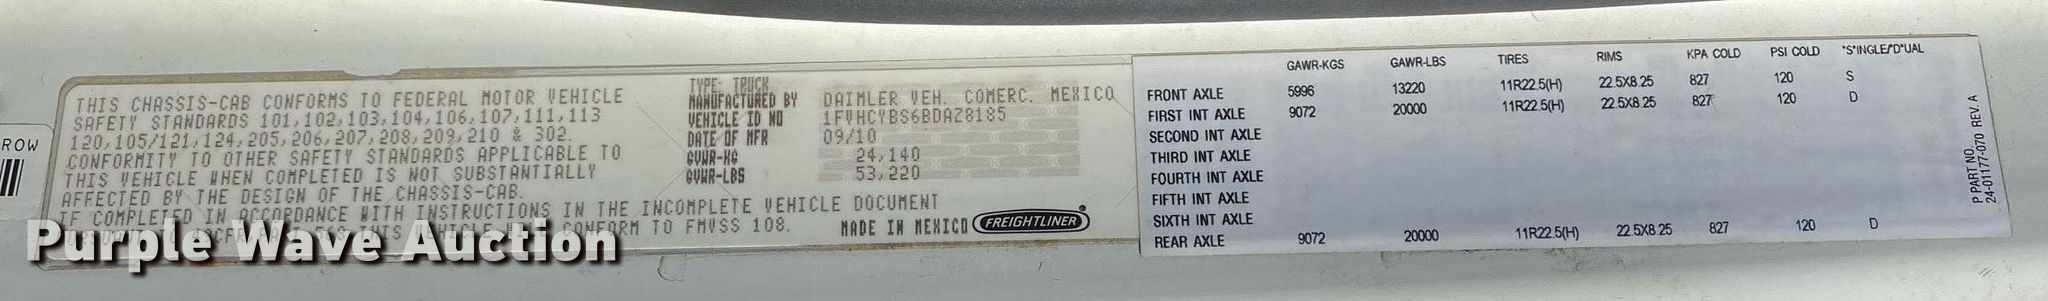 THIS CHASSIS-CAB CONFORMS TO FEDERAL MOTOR VEHICLE
SAFETY STANDARDS 101,102,103,104,106,107,111,113
120,105/121,124,205,206,207,208,209,210 & 302.
CONFORMITY TO OTHER SAFETY STANDARDS APPLICABLE TO
THIS VEHICLE WHEN COMPLETED IS NOT SUBSTANTIALLY
AFFECTED BY THE DESIGN OF THE CHASSIS-CAB.
IF COMPLETED IN ACCORDANCE WITH INSTRUCTIONS IN THE INCOMPLETE VEHICLE DOCUMENT
THIS VEHICLE WILL CONFORM TO FMVSS 108.
TYPE: TRUCK
MANUFACTURED BY DAIMLER VEH. COMERC. MEXICO
VEHICLE ID NO 1FVHCYBS6BDAZ8185
DATE OF MFR 09/10
GVWR-KG 24,140
GVWR-LBS 53,220
MADE IN MEXICO FREIGHTLINER®
GAWR-KGS GAWR-LBS TIRES RIMS KPA COLD PSI COLD "S"INGLE/"D"UAL
FRONT AXLE 5996 13220 11R22.5(H) 22.5X8.25 827 120 S
FIRST INT AXLE 9072 20000 11R22.5(H) 22.5X8.25 827 120 D
SECOND INT AXLE
THIRD INT AXLE
FOURTH INT AXLE
FIFTH INT AXLE
SIXTH INT AXLE
REAR AXLE 9072 20000 11R22.5(H) 22.5X8.25 827 120 D
P. PART NO.
24-01177-070 REV. A
ROW
Purple Wave Auction